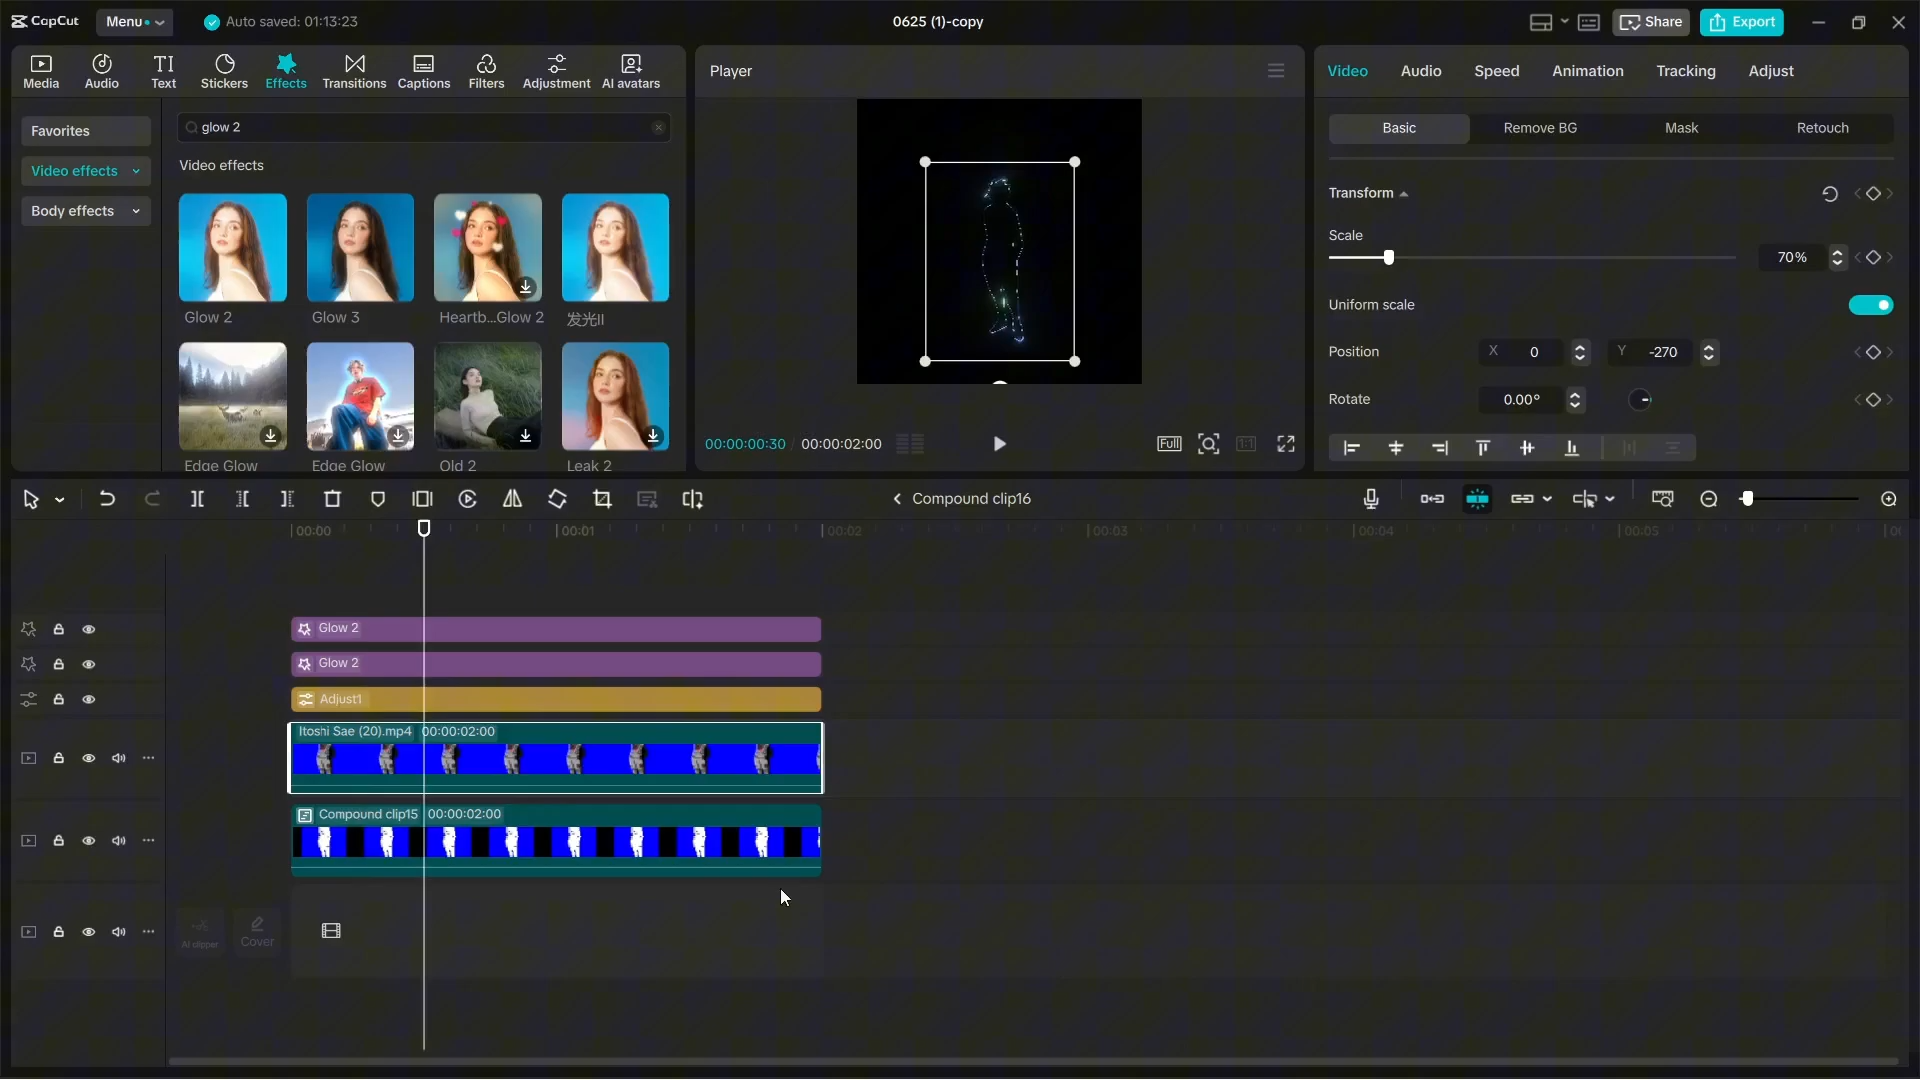 CapCut
Menu
Auto saved: 01:13:23
0625 (1)-copy
Share
Export
Media
Audio
Text
Stickers
Effects
Transitions
Captions
Filters
Adjustment
AI avatars
Favorites
Video effects
Body effects
glow 2
Video effects
Glow 2
Glow 3
Heartb...Glow 2
发光II
Edge Glow
Edge Glow
Old 2
Leak 2
Player
00:00:00:30 / 00:00:02:00
Full
1:1
Video
Audio
Speed
Animation
Tracking
Adjust
Basic
Remove BG
Mask
Retouch
Transform
Scale
70%
Uniform scale
Position
X 0
Y -270
Rotate
0.00°
Compound clip16
00:00
00:01
00:02
00:03
00:04
00:05
Glow 2
Glow 2
Adjust1
Itoshi Sae (20).mp4 00:00:02:00
Compound clip15 00:00:02:00
AI clipper
Cover